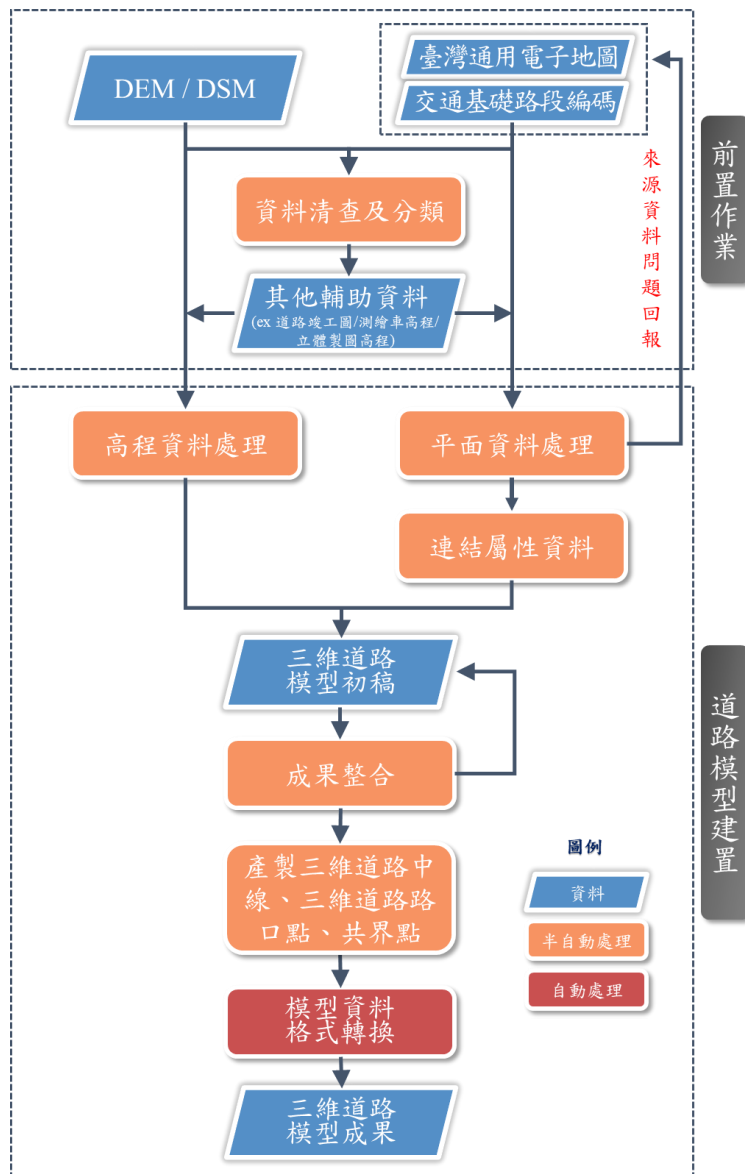 DEM / DSM
臺灣通用電子地圖
交通基礎路段編碼
資料清查及分類
其他輔助資料
(ex 道路竣工圖/測繪車高程/
立體製圖高程)
來源資料問題回報
前置作業
高程資料處理
平面資料處理
連結屬性資料
三維道路
模型初稿
成果整合
產製三維道路中
線、三維道路路
口點、共界點
模型資料
格式轉換
三維道路
模型成果
圖例
資料
半自動處理
自動處理
道路模型建置